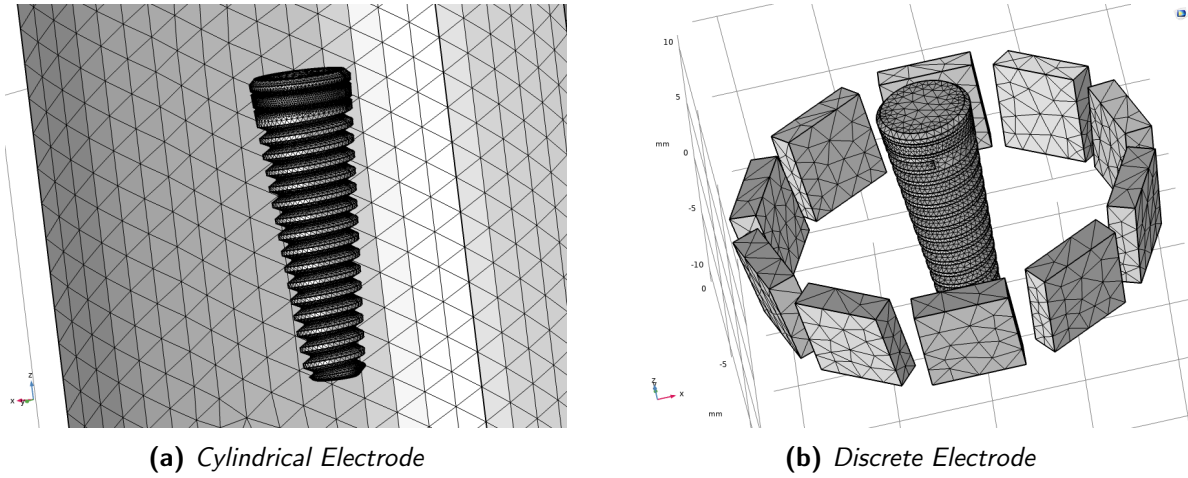 z
x
y
10
5
mm
0
-5
-10
0
-5
mm
z
x
(a) Cylindrical Electrode
(b) Discrete Electrode